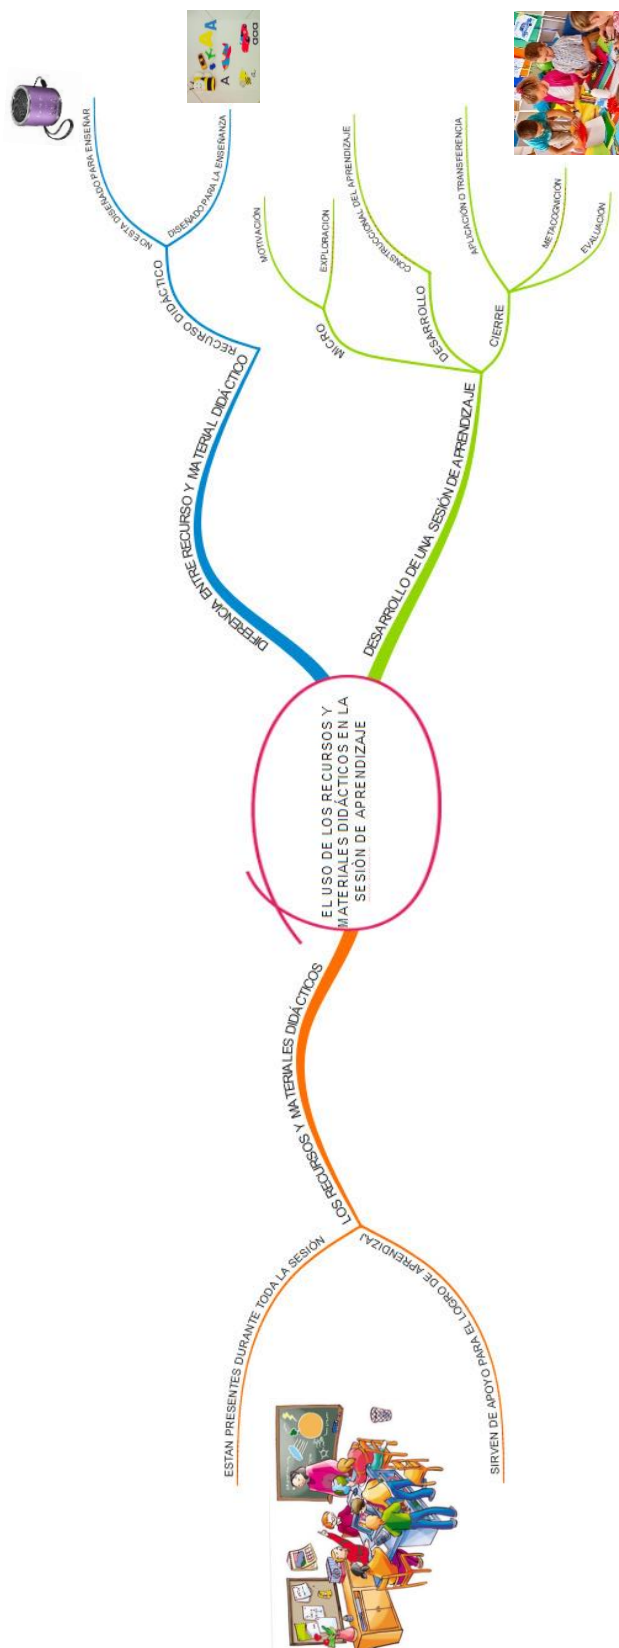 EL USO DE LOS RECURSOS Y
MATERIALES DIDÁCTICOS EN LA
SESIÓN DE APRENDIZAJE
DIFERENCIA ENTRE RECURSO Y MATERIAL DIDÁCTICO
RECURSO DIDÁCTICO
NO ESTA DISEÑADO PARA ENSEÑAR
DISEÑADO PARA LA ENSEÑANZA
DESARROLLO DE UNA SESIÓN DE APRENDIZAJE
MICRO
MOTIVACIÓN
EXPLORACION
DESARROLLO
CONSTRUCCIONAL DEL APRENDIZAJE
CIERRE
APLICACIÓN O TRANSFERENCIA
METACOGNICION
EVALUACIÓN
LOS RECURSOS Y MATERIALES DIDÁCTICOS
ESTAN PRESENTES DURANTE TODA LA SESIÓN
SIRVEN DE APOYO PARA EL LOGRO DE APRENDIZAJ